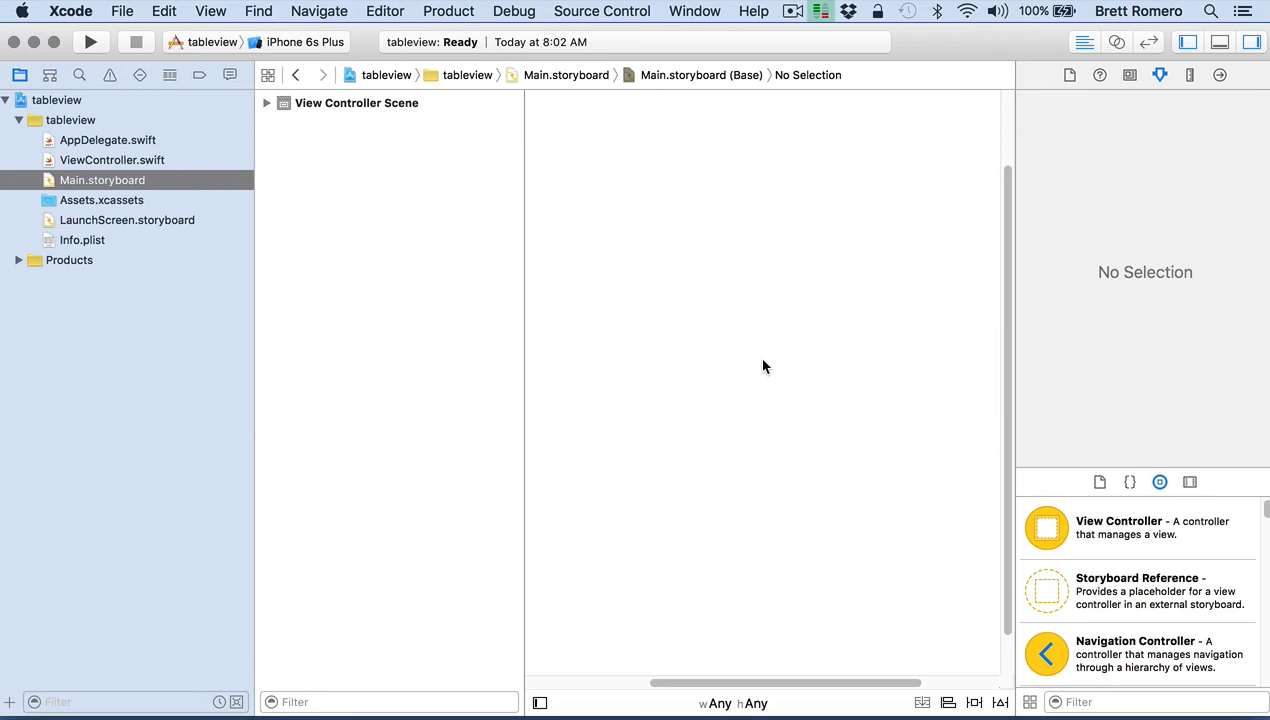 Xcode File Edit View Find Navigate Editor Product Debug Source Control Window Help 100% Brett Romero
tableview iPhone 6s Plus tableview: Ready Today at 8:02 AM
tableview tableview Main.storyboard Main.storyboard (Base) No Selection
tableview
tableview
AppDelegate.swift
ViewController.swift
Main.storyboard
Assets.xcassets
LaunchScreen.storyboard
Info.plist
Products
View Controller Scene
No Selection
View Controller - A controller
that manages a view.
Storyboard Reference -
Provides a placeholder for a view
controller in an external storyboard.
Navigation Controller - A
controller that manages navigation
through a hierarchy of views.
Filter
Filter
wAny hAny
Filter